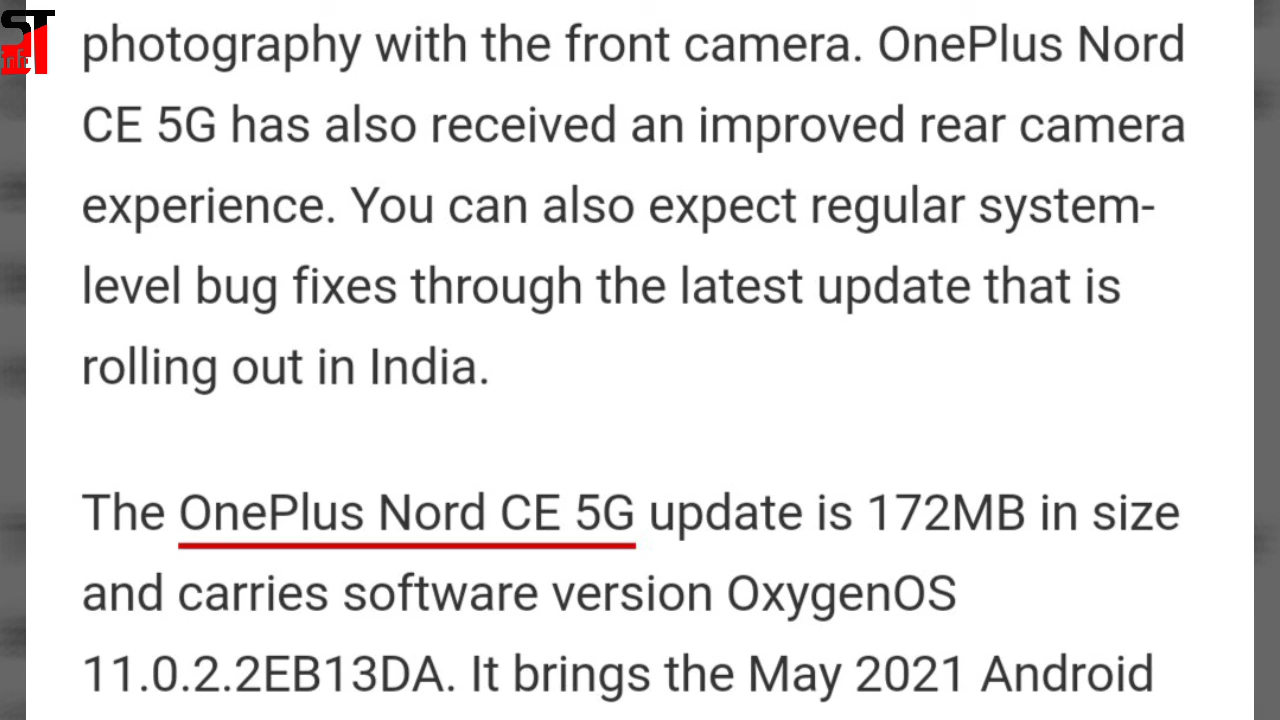 ST
info
photography with the front camera. OnePlus Nord
CE 5G has also received an improved rear camera
experience. You can also expect regular system-
level bug fixes through the latest update that is
rolling out in India.
The OnePlus Nord CE 5G update is 172MB in size
and carries software version OxygenOS
11.0.2.2EB13DA. It brings the May 2021 Android